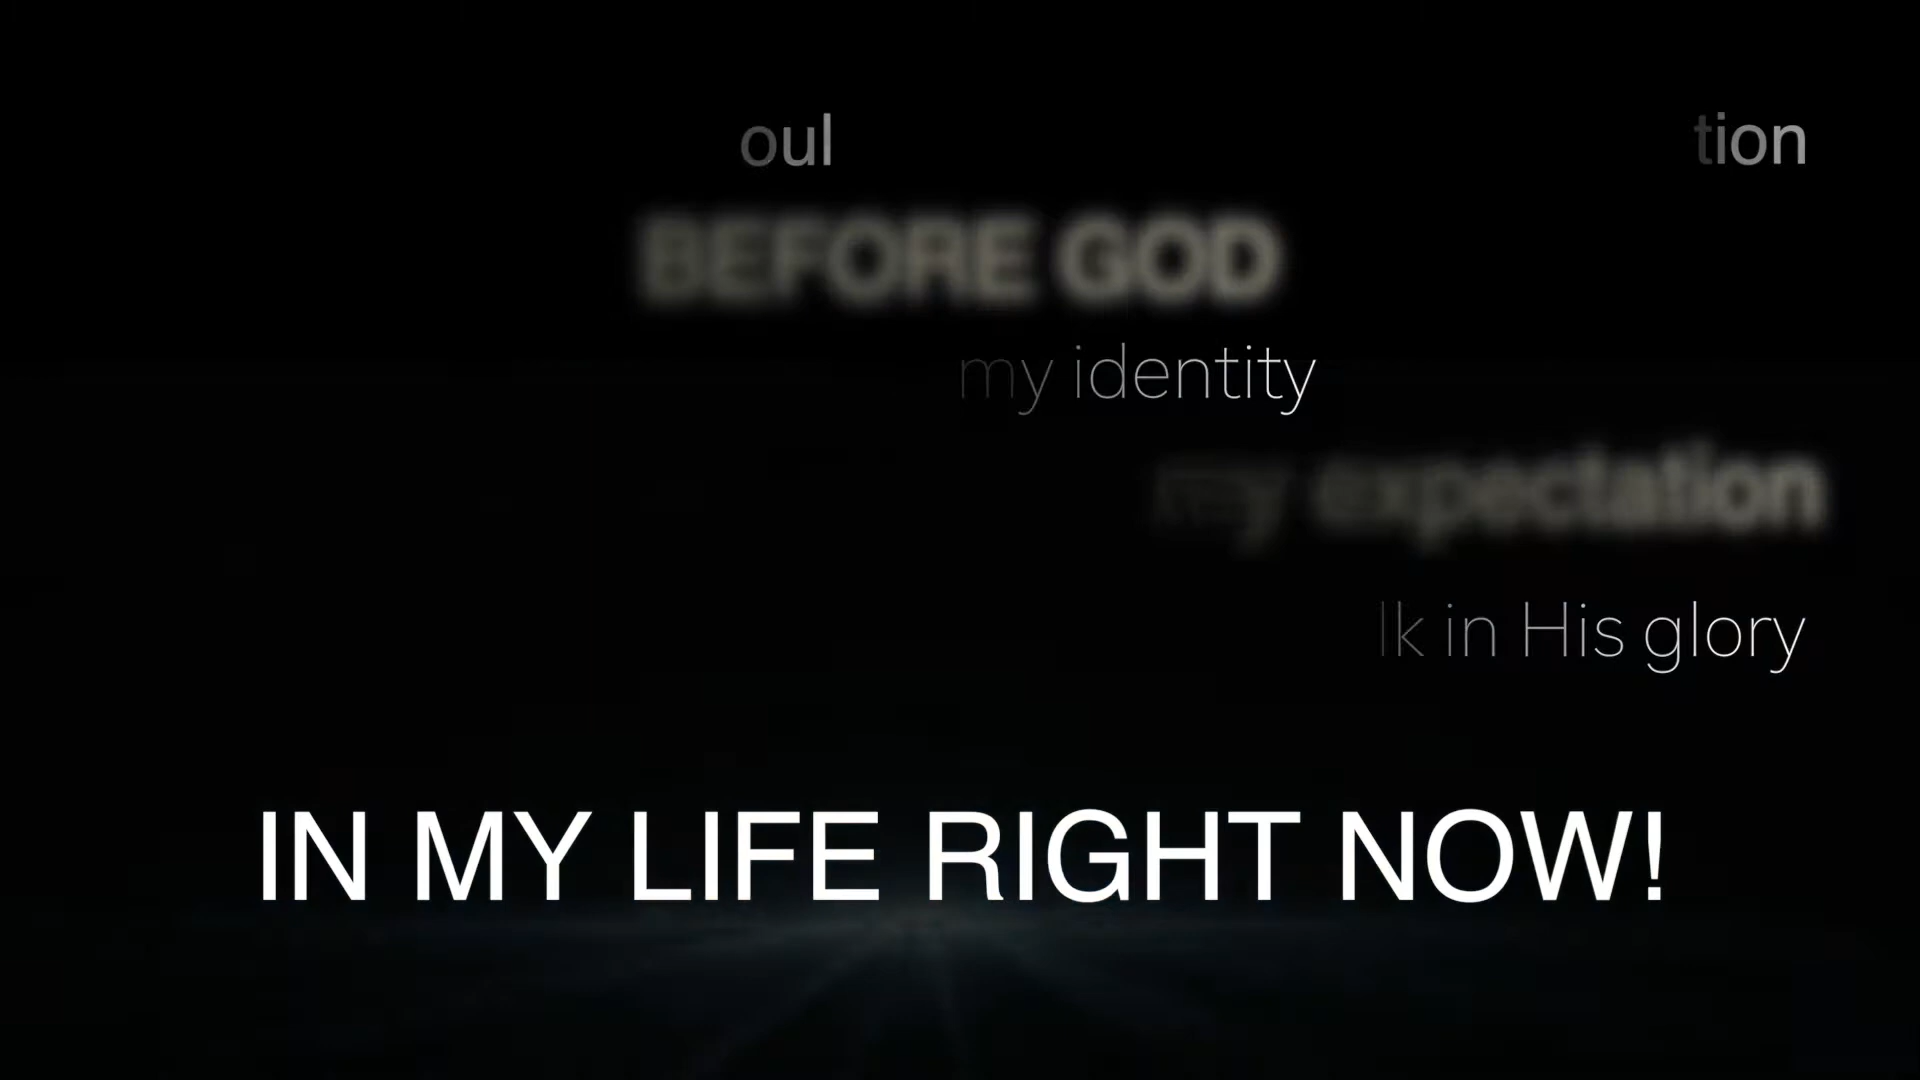 oul tion
BEFORE GOD
my identity
my expectation
lk in His glory
IN MY LIFE RIGHT NOW!